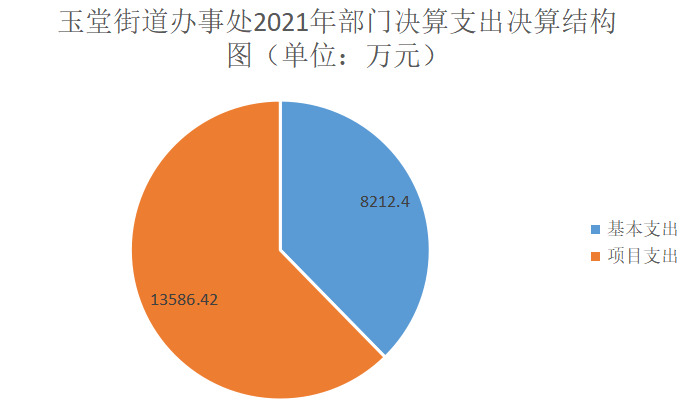 玉堂街道办事处2021年部门决算支出决算结构
图（单位：万元）
8212.4
13586.42
基本支出
项目支出